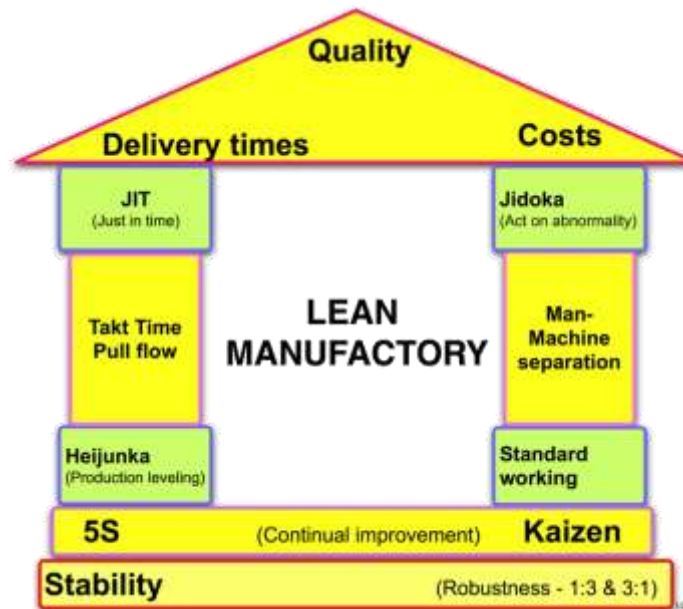 Quality
Delivery times
Costs
JIT
(Just in time)
Jidoka
(Act on abnormality)
Takt Time
Pull flow
LEAN
MANUFACTORY
Man-
Machine
separation
Heijunka
(Production leveling)
Standard
working
5S (Continual improvement) Kaizen
Stability (Robustness - 1:3 & 3:1)